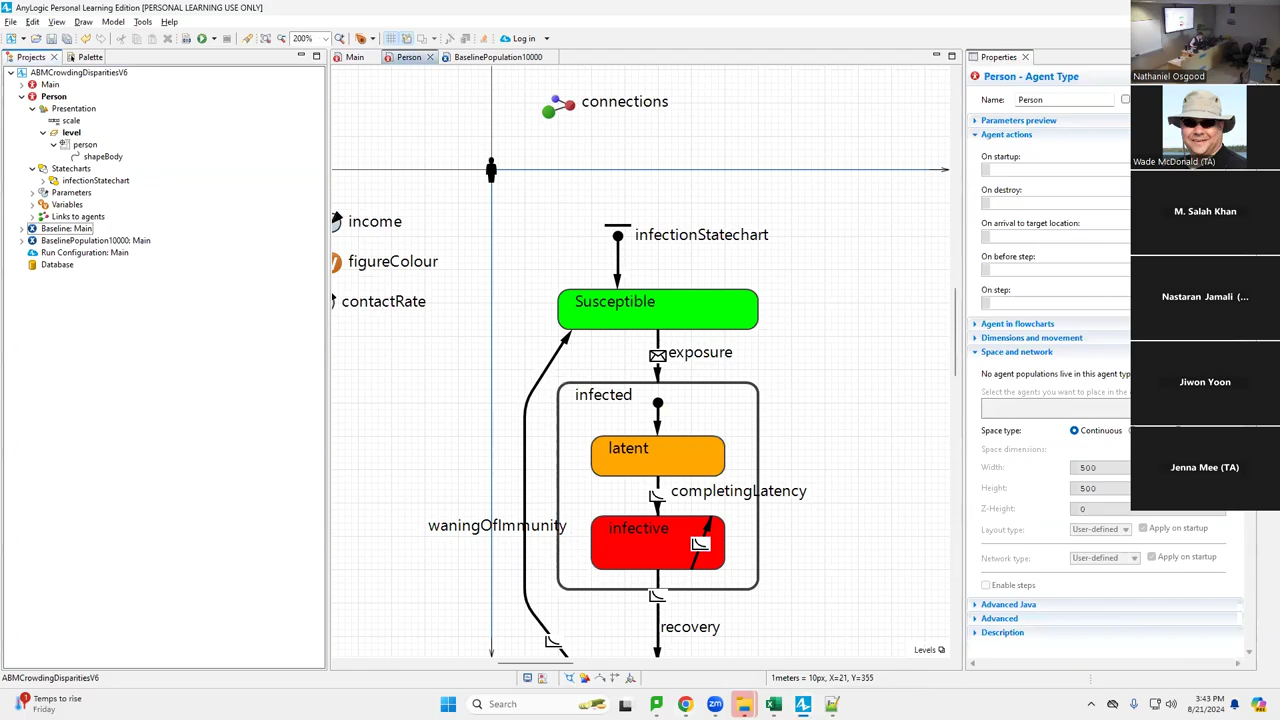 AnyLogic Personal Learning Edition [PERSONAL LEARNING USE ONLY]
File Edit View Draw Model Tools Help
200%
Log in
Projects
Palette
Main
Person
BaselinePopulation10000
Properties
ABMCrowdingDisparitiesV6
Main
Person
Presentation
scale
level
person
shapeBody
Statecharts
infectionStatechart
Parameters
Variables
Links to agents
Baseline: Main
BaselinePopulation10000: Main
Run Configuration: Main
Database
connections
income
figureColour
contactRate
infectionStatechart
Susceptible
exposure
infected
latent
completingLatency
waningOfImmunity
infective
recovery
Levels
Person - Agent Type
Name: Person
Parameters preview
Agent actions
On startup:
On destroy:
On arrival to target location:
On before step:
On step:
Agent in flowcharts
Dimensions and movement
Space and network
No agent populations live in this agent typ
Select the agents you want to place in the
Space type: Continuous
Space dimensions:
Width: 500
Height: 500
Z-Height: 0
Layout type: User-defined Apply on startup
Network type: User-defined Apply on startup
Enable steps
Advanced Java
Advanced
Description
Nathaniel Osgood
Wade McDonald (TA)
M. Salah Khan
Nastaran Jamali (...
Jiwon Yoon
Jenna Mee (TA)
ABMCrowdingDisparitiesV6
1meters = 10px, X=21, Y=355
1
Temps to rise
Friday
Search
zm
3:43 PM
8/21/2024